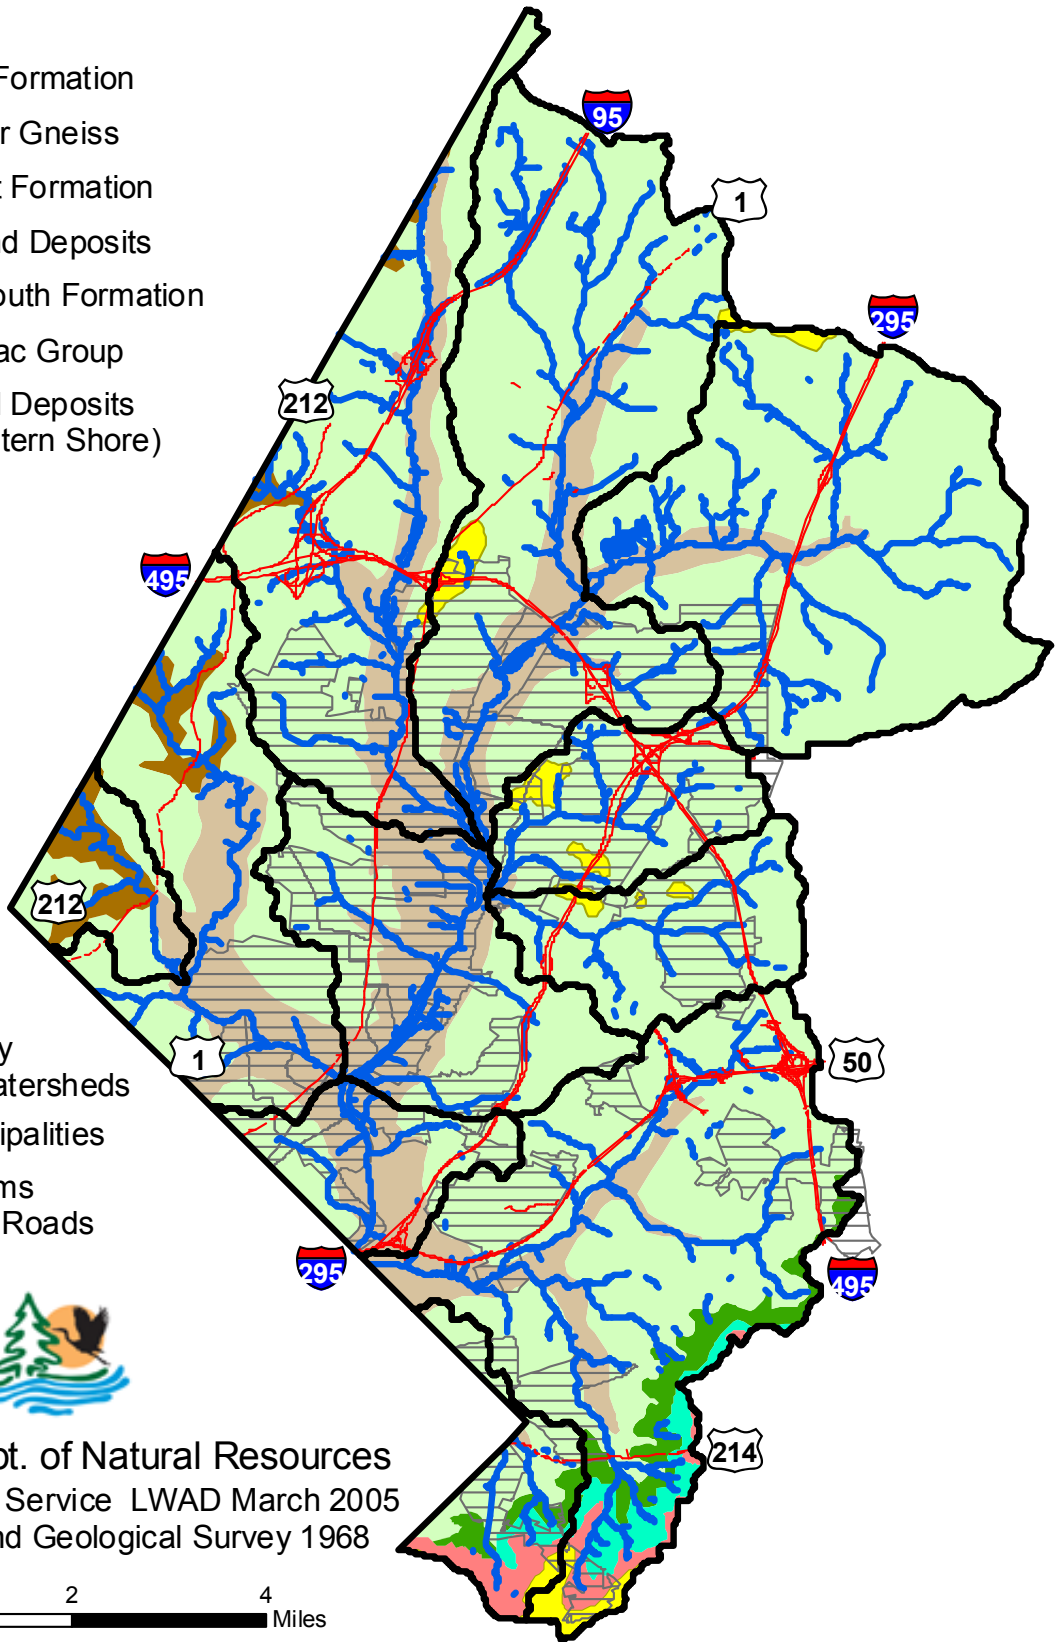 Formation
r Gneiss
t Formation
nd Deposits
outh Formation
ac Group
l Deposits
tern Shore)
95
1
295
212
495
212
1
50
y
atersheds
ipalities
ms
Roads
295
495
214
pt. of Natural Resources
Service LWAD March 2005
nd Geological Survey 1968
2 4
Miles